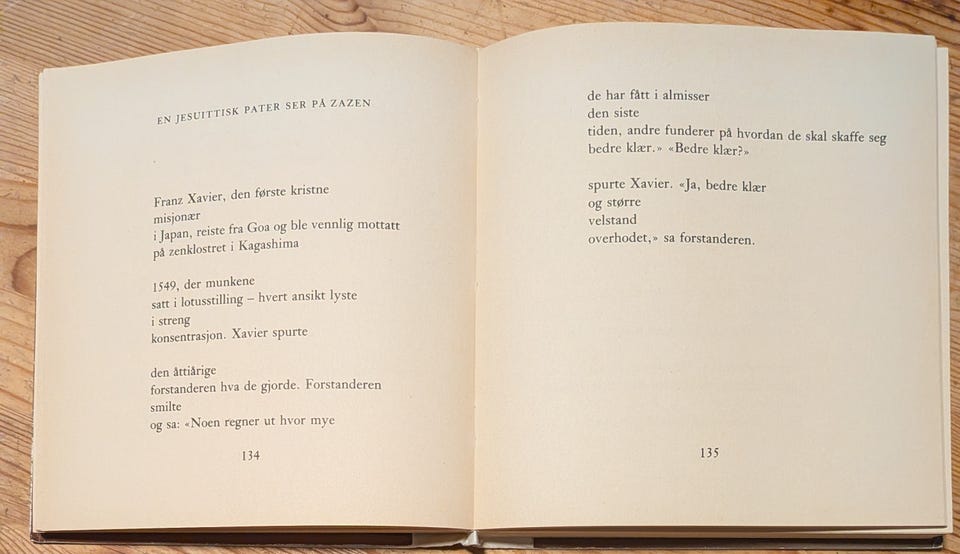 EN JESUITTISK PATER SER PÅ ZAZEN
Franz Xavier, den første kristne
misjonær
i Japan, reiste fra Goa og ble vennlig mottatt
på zenklostret i Kagashima
1549, der munkene
satt i lotusstilling – hvert ansikt lyste
i streng
konsentrasjon. Xavier spurte
den åttiårige
forstanderen hva de gjorde. Forstanderen
smilte
og sa: «Noen regner ut hvor mye
134
de har fått i almisser
den siste
tiden, andre funderer på hvordan de skal skaffe seg
bedre klær.» «Bedre klær?»
spurte Xavier. «Ja, bedre klær
og større
velstand
overhodet,» sa forstanderen.
135